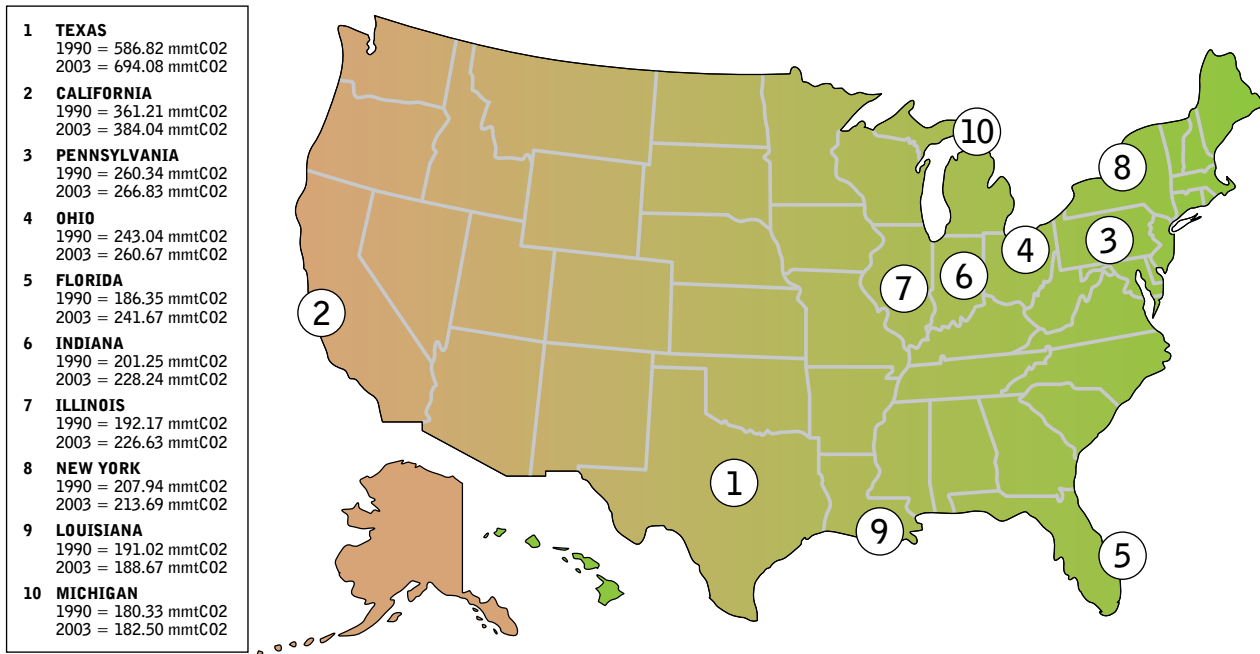 1 TEXAS
1990 = 586.82 mmtCO2
2003 = 694.08 mmtCO2
2 CALIFORNIA
1990 = 361.21 mmtCO2
2003 = 384.04 mmtCO2
3 PENNSYLVANIA
1990 = 260.34 mmtCO2
2003 = 266.83 mmtCO2
4 OHIO
1990 = 243.04 mmtCO2
2003 = 260.67 mmtCO2
5 FLORIDA
1990 = 186.35 mmtCO2
2003 = 241.67 mmtCO2
6 INDIANA
1990 = 201.25 mmtCO2
2003 = 228.24 mmtCO2
7 ILLINOIS
1990 = 192.17 mmtCO2
2003 = 226.63 mmtCO2
8 NEW YORK
1990 = 207.94 mmtCO2
2003 = 213.69 mmtCO2
9 LOUISIANA
1990 = 191.02 mmtCO2
2003 = 188.67 mmtCO2
10 MICHIGAN
1990 = 180.33 mmtCO2
2003 = 182.50 mmtCO2
10
8
3
4
6
7
2
1
9
5